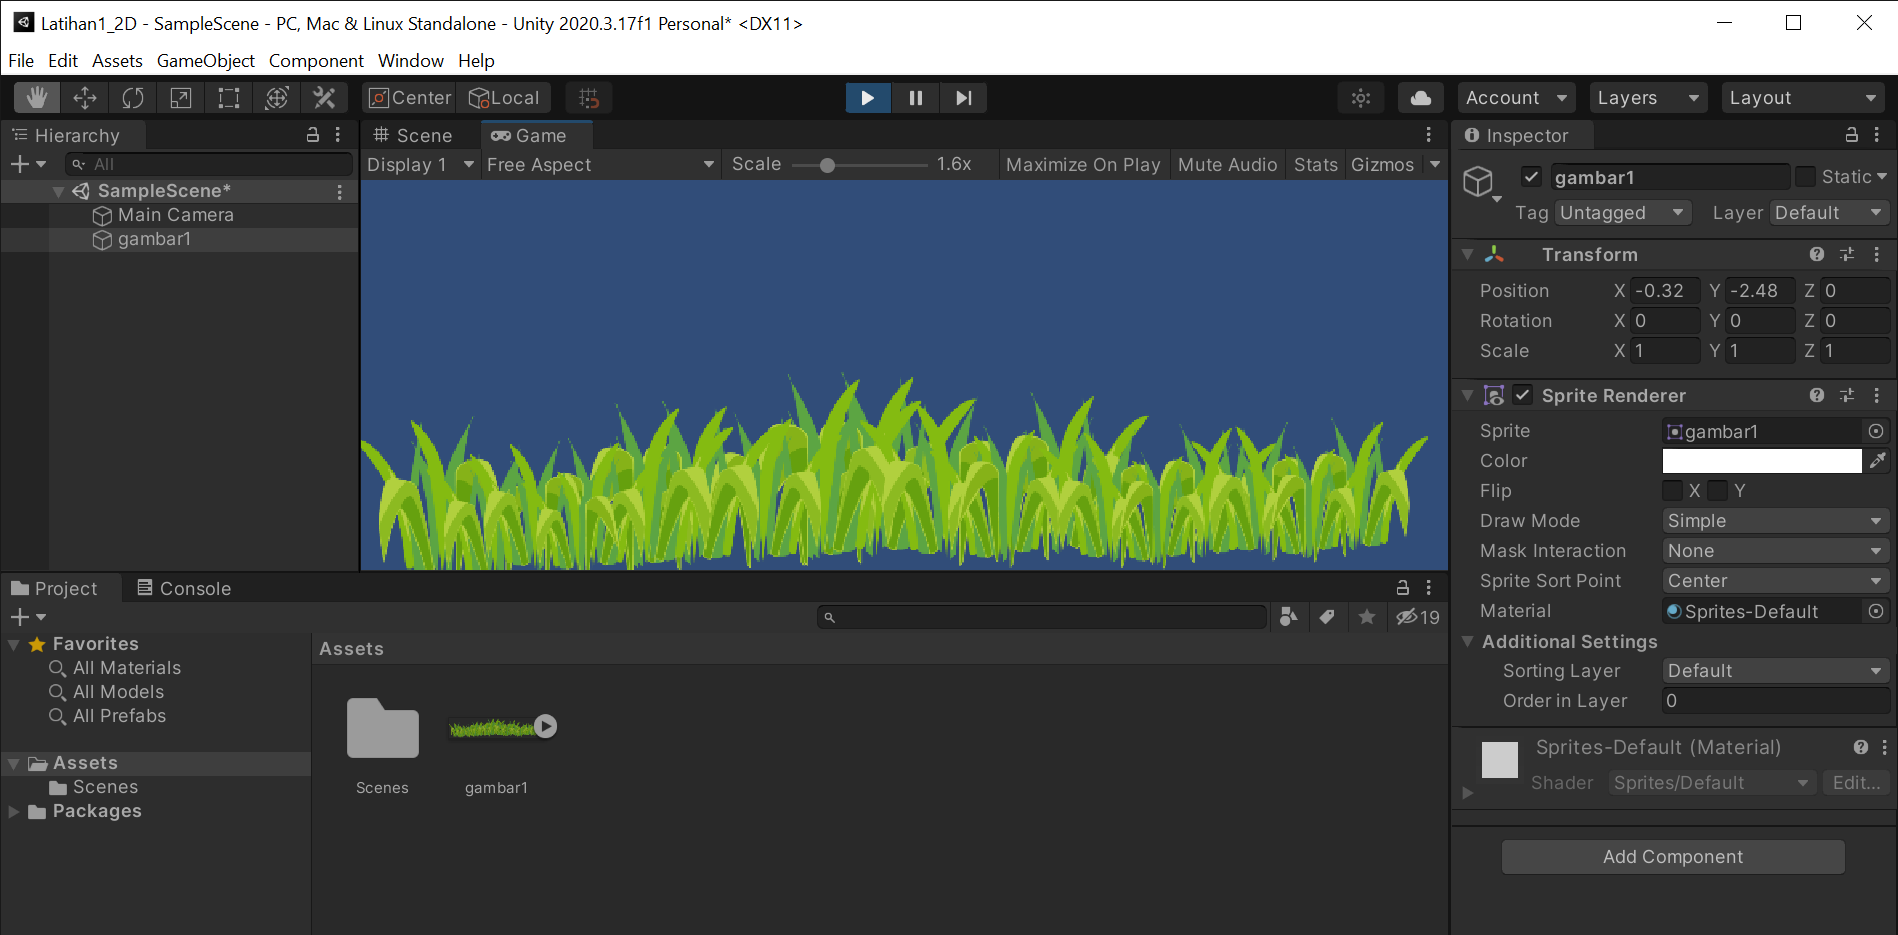 Latihan1_2D - SampleScene - PC, Mac & Linux Standalone - Unity 2020.3.17f1 Personal* <DX11>
File Edit Assets GameObject Component Window Help
Center Local Account Layers Layout
Hierarchy
All
SampleScene*
Main Camera
gambar1
Scene Game
Display 1 Free Aspect Scale 1.6x Maximize On Play Mute Audio Stats Gizmos
Inspector
gambar1 Static
Tag Untagged Layer Default
Transform
Position X -0.32 Y -2.48 Z 0
Rotation X 0 Y 0 Z 0
Scale X 1 Y 1 Z 1
Sprite Renderer
Sprite gambar1
Color
Flip X Y
Draw Mode Simple
Mask Interaction None
Sprite Sort Point Center
Material Sprites-Default
Additional Settings
Sorting Layer Default
Order in Layer 0
Sprites-Default (Material)
Shader Sprites/Default Edit...
Add Component
Project Console
19
Favorites
All Materials
All Models
All Prefabs
Assets
Scenes
Packages
Assets
Scenes gambar1